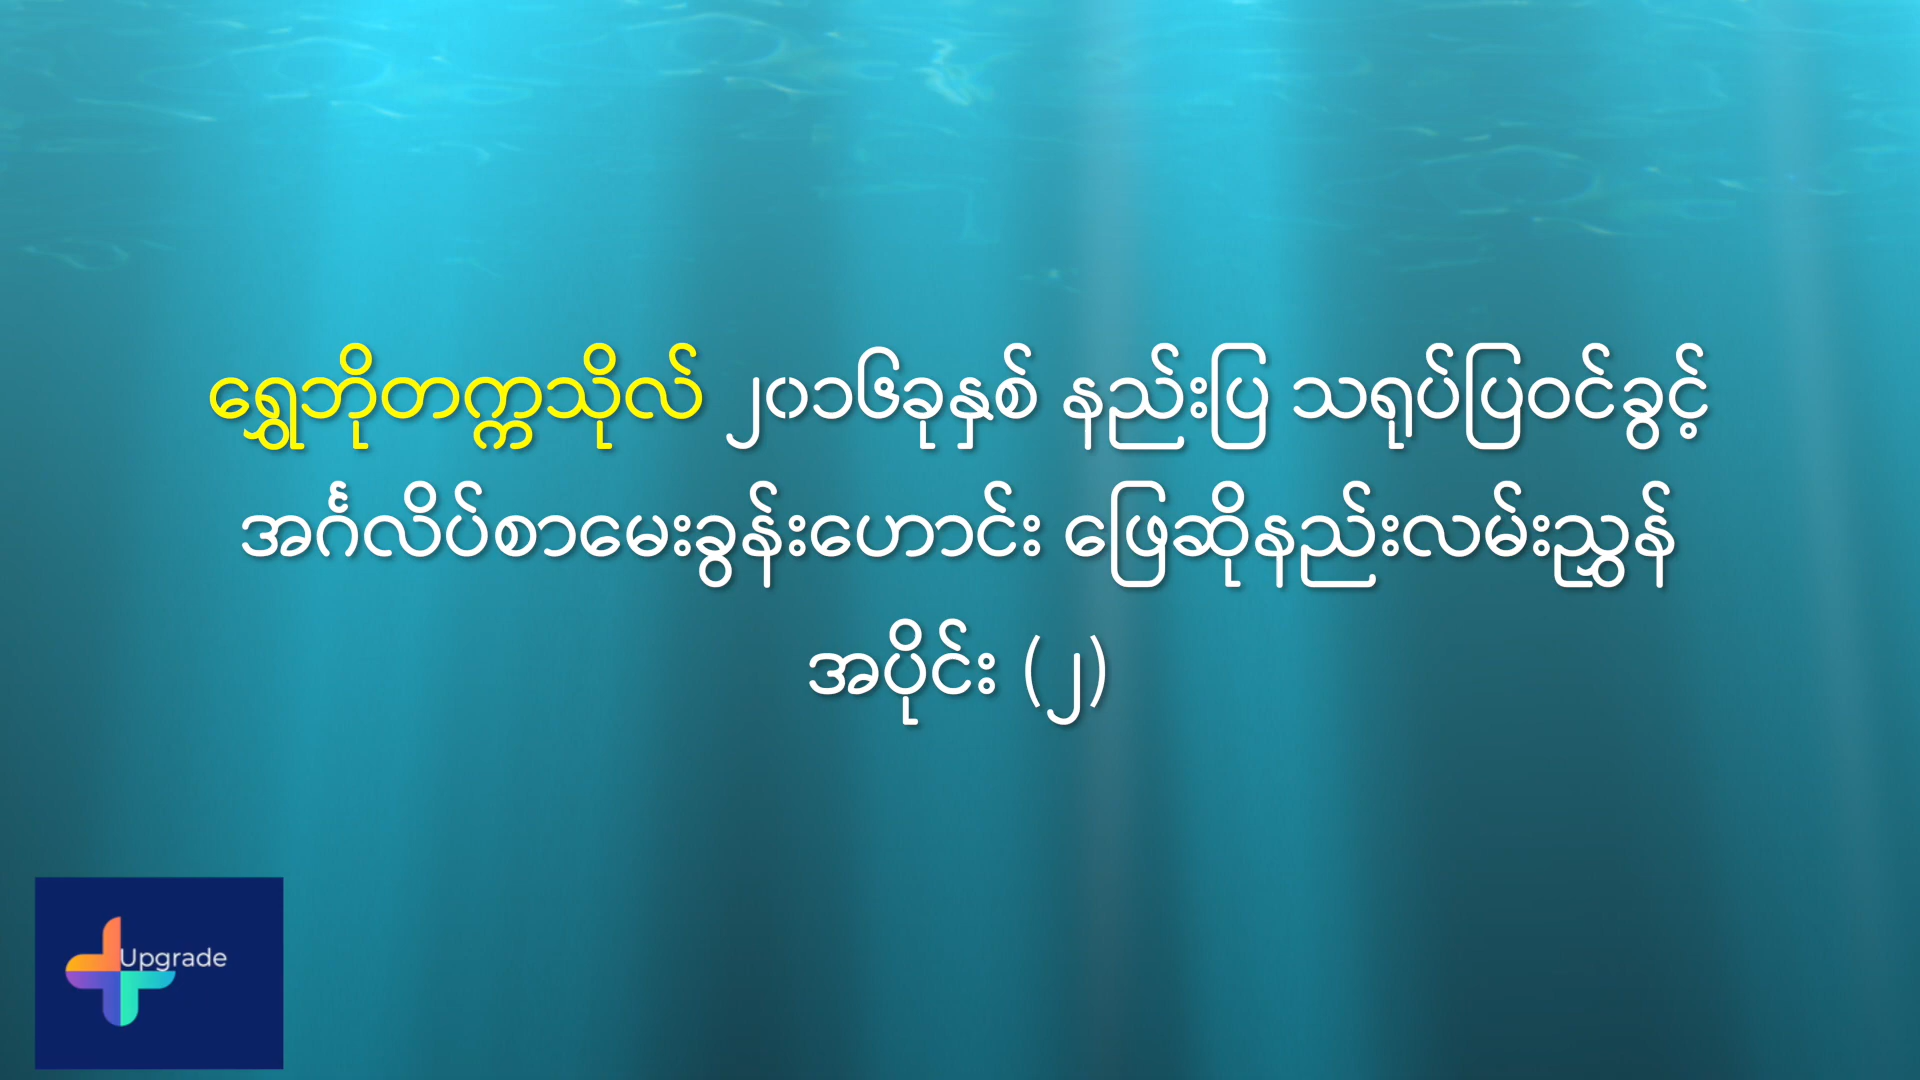 ရွှေဘိုတက္ကသိုလ် ၂၀၁၆ခုနှစ် နည်းပြ သရုပ်ပြဝင်ခွင့်
အင်္ဂလိပ်စာမေးခွန်းဟောင်း ဖြေဆိုနည်းလမ်းညွှန်
အပိုင်း (၂)
Upgrade